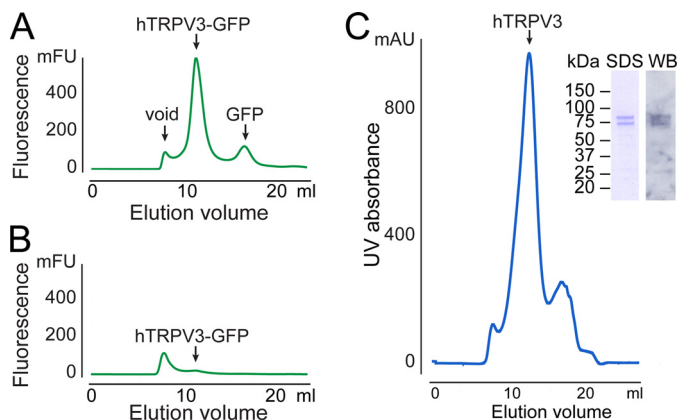 A
hTRPV3-GFP
mFU
Fluorescence
400
200
0
void
GFP
0
10
20
ml
Elution volume
B
mFU
Fluorescence
400
200
0
hTRPV3-GFP
0
10
20
ml
Elution volume
C
hTRPV3
mAU
UV absorbance
800
400
0
0
10
20
ml
Elution volume
kDa SDS WB
150
100
75
50
37
25
20